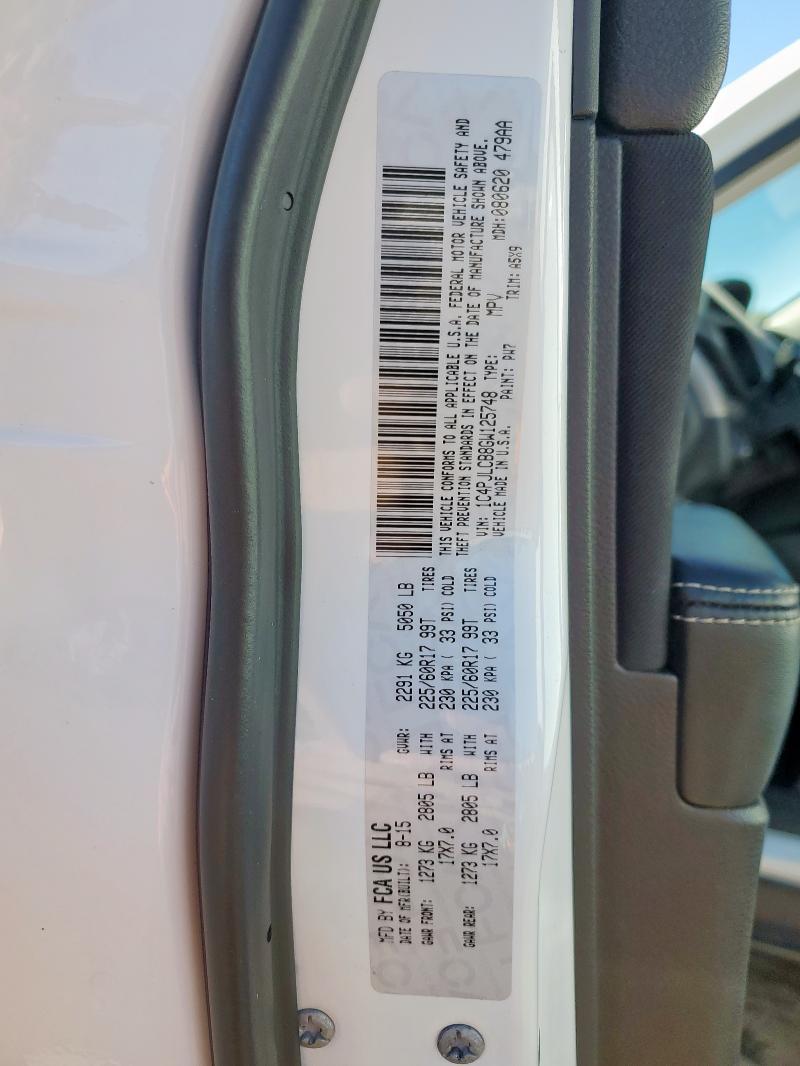 MFD BY FCA US LLC
DATE OF MFR(BUILT): 8-15 GVWR: 2291 KG 5050 LB
GAWR FRONT: 1273 KG 2805 LB WITH 225/60R17 99T TIRES
17X7.0 RIMS AT 230 KPA ( 33 PSI) COLD
GAWR REAR: 1273 KG 2805 LB WITH 225/60R17 99T TIRES
17X7.0 RIMS AT 230 KPA ( 33 PSI) COLD
THIS VEHICLE CONFORMS TO ALL APPLICABLE U.S.A. FEDERAL MOTOR VEHICLE SAFETY AND
THEFT PREVENTION STANDARDS IN EFFECT ON THE DATE OF MANUFACTURE SHOWN ABOVE.
VIN: 1C4PJLCB8GW125748 TYPE: MPV MDH:080620 479AA
VEHICLE MADE IN U.S.A. PAINT: PW7 TRIM: A5X9